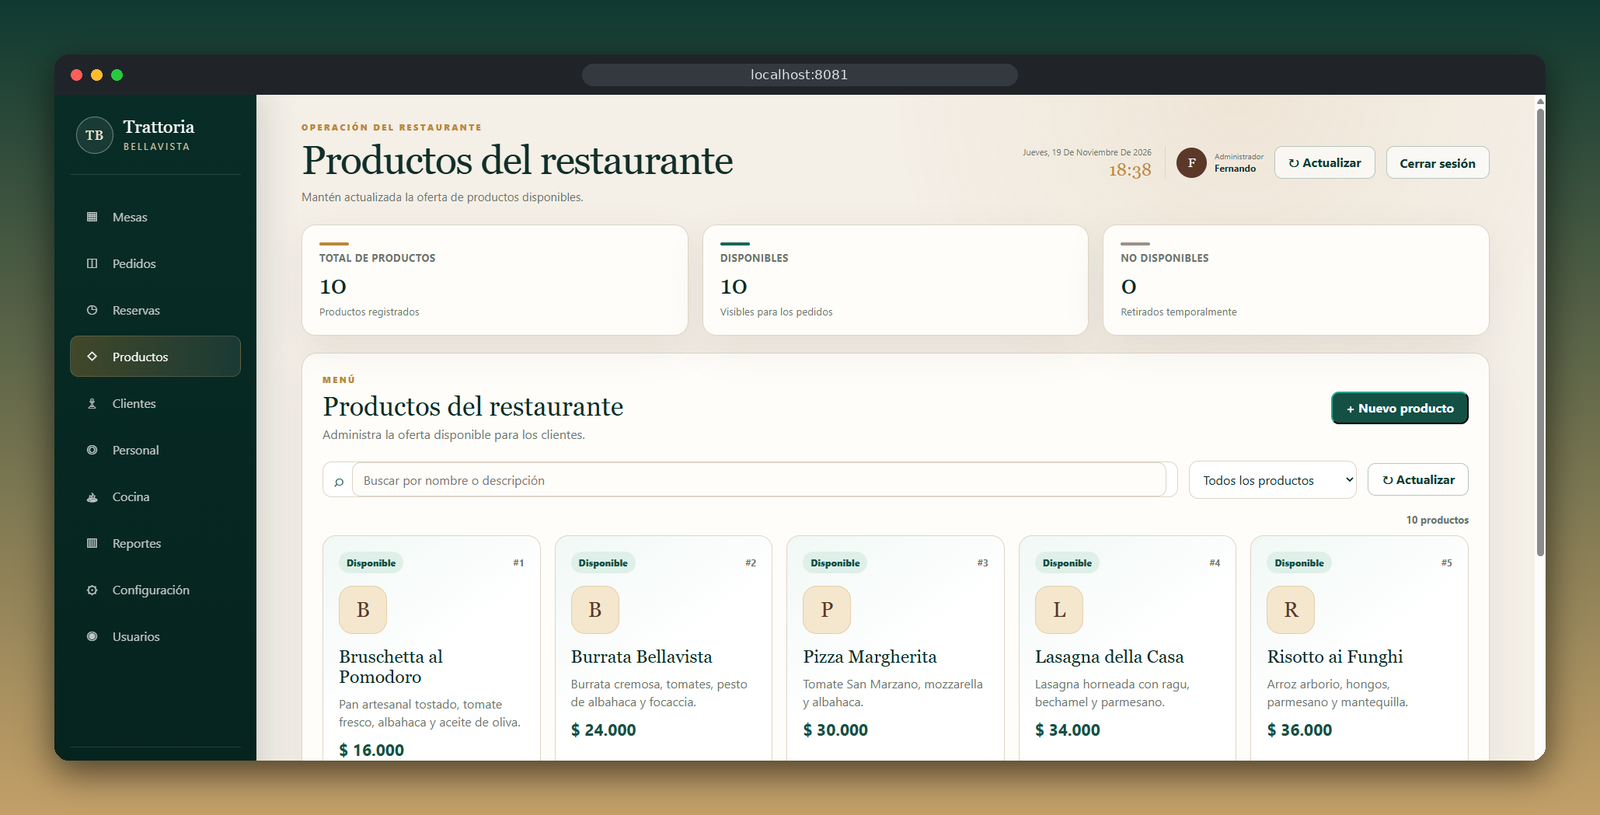 localhost:8081
TB
Trattoria
BELLAVISTA
Mesas
Pedidos
Reservas
Productos
Clientes
Personal
Cocina
Reportes
Configuración
Usuarios
OPERACIÓN DEL RESTAURANTE
Productos del restaurante
Mantén actualizada la oferta de productos disponibles.
Jueves, 19 De Noviembre De 2026
18:38
F
Administrador
Fernando
↻ Actualizar
Cerrar sesión
TOTAL DE PRODUCTOS
10
Productos registrados
DISPONIBLES
10
Visibles para los pedidos
NO DISPONIBLES
0
Retirados temporalmente
MENÚ
Productos del restaurante
Administra la oferta disponible para los clientes.
+ Nuevo producto
Buscar por nombre o descripción
Todos los productos
↻ Actualizar
10 productos
Disponible
#1
B
Bruschetta al
Pomodoro
Pan artesanal tostado, tomate
fresco, albahaca y aceite de oliva.
$ 16.000
Disponible
#2
B
Burrata Bellavista
Burrata cremosa, tomates, pesto
de albahaca y focaccia.
$ 24.000
Disponible
#3
P
Pizza Margherita
Tomate San Marzano, mozzarella
y albahaca.
$ 30.000
Disponible
#4
L
Lasagna della Casa
Lasagna horneada con ragu,
bechamel y parmesano.
$ 34.000
Disponible
#5
R
Risotto ai Funghi
Arroz arborio, hongos,
parmesano y mantequilla.
$ 36.000